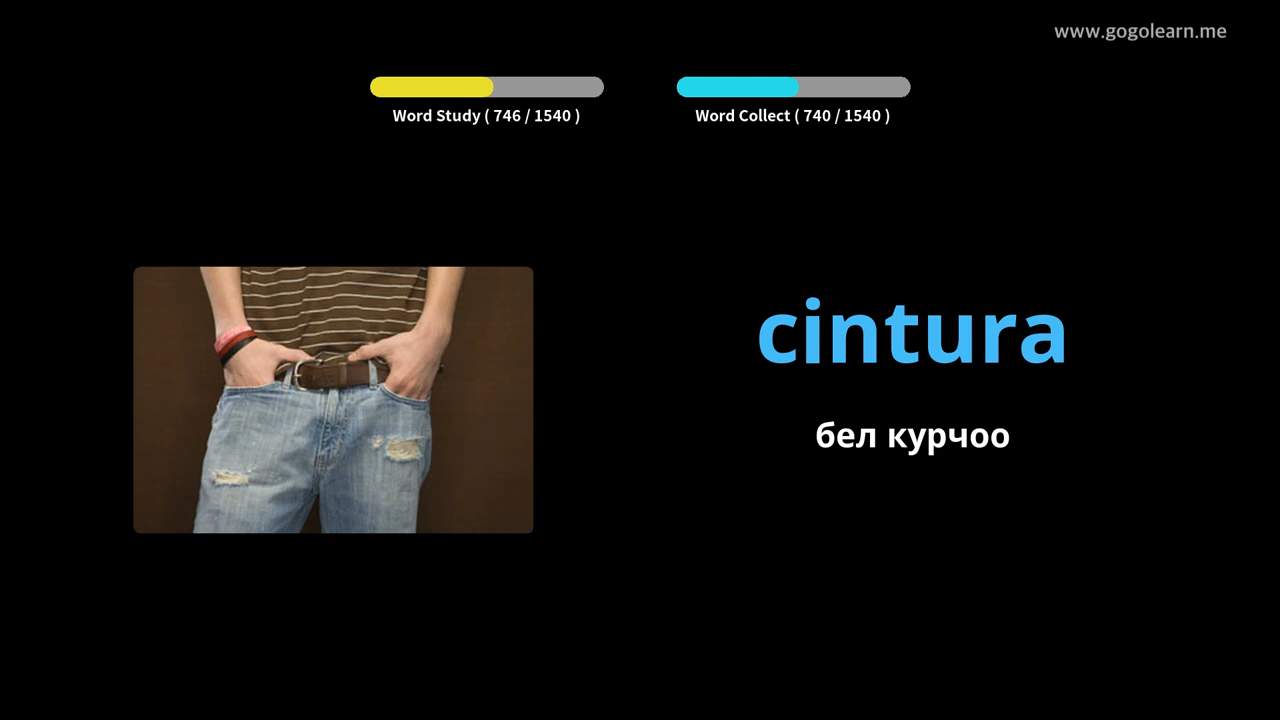 www.gogolearn.me
Word Study ( 746 / 1540 )
Word Collect ( 740 / 1540 )
cintura
бел курчоо